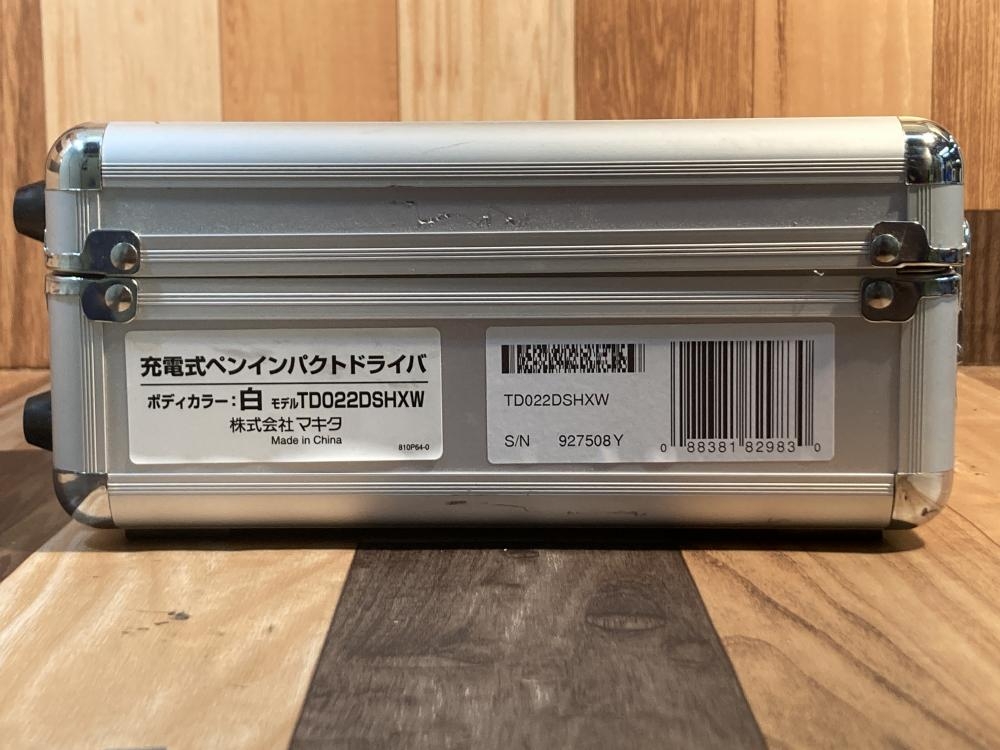 充電式ペンインパクトドライバ
ボディカラー：白 モデルTD022DSHXW
株式会社マキタ
Made in China
810P64-0
TD022DSHXW
S/N 927508Y
0 88381 82983 0